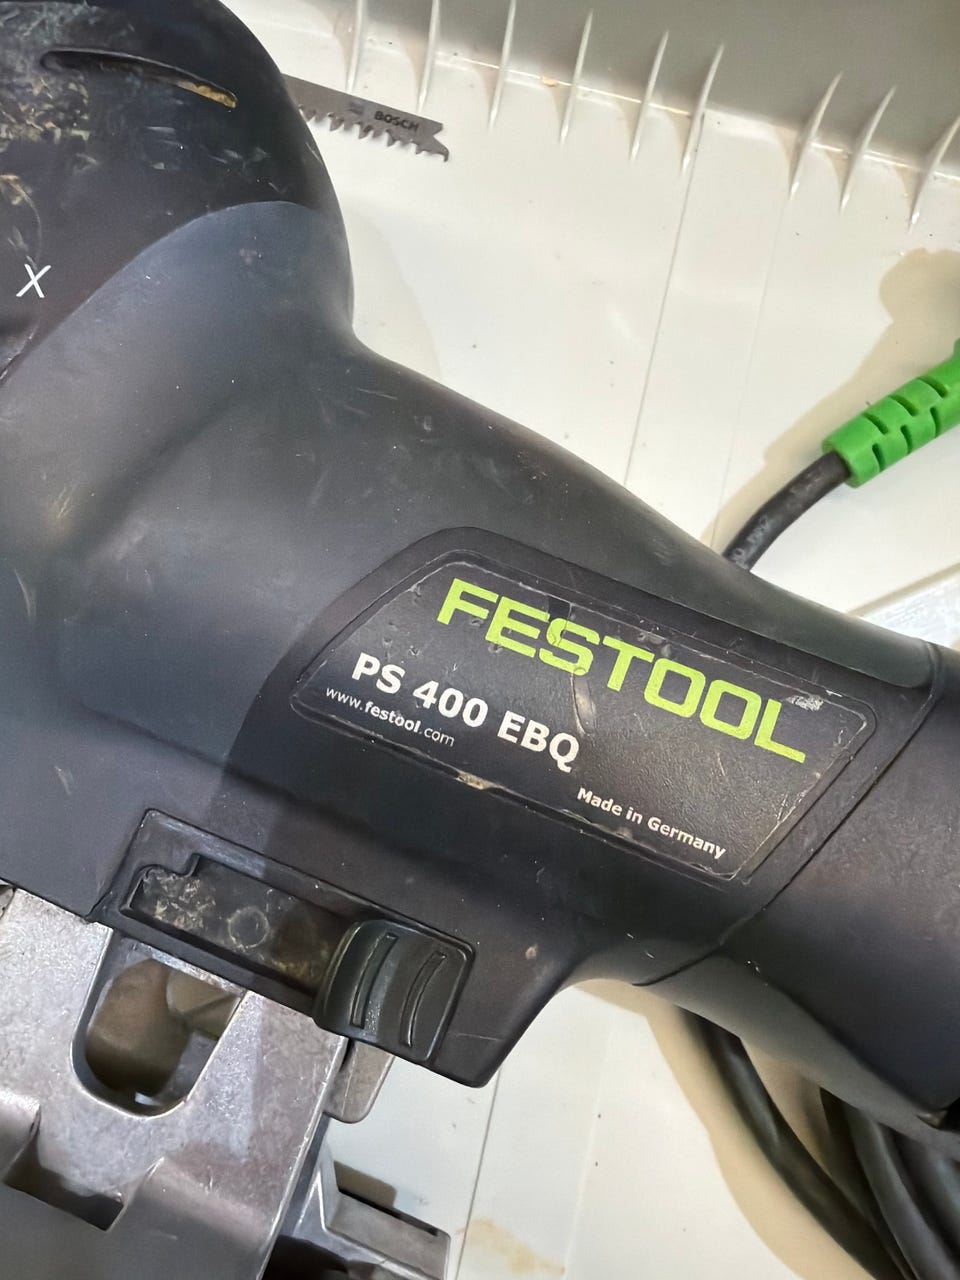 BOSCH
X
FESTOOL
PS 400 EBQ
www.festool.com
Made in Germany